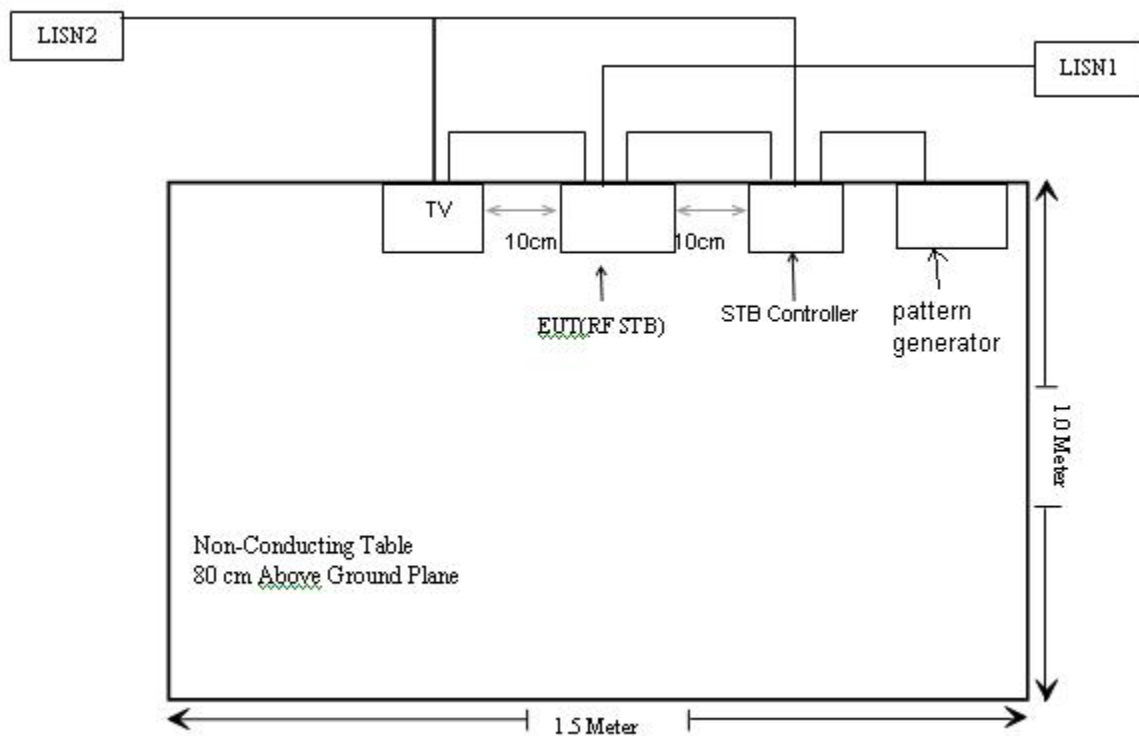 LISN2
LISN1
TV
10cm
10cm
EUT(RF STB)
STB Controller
pattern
generator
1.0 Meter
Non-Conducting Table
80 cm Above Ground Plane
1.5 Meter